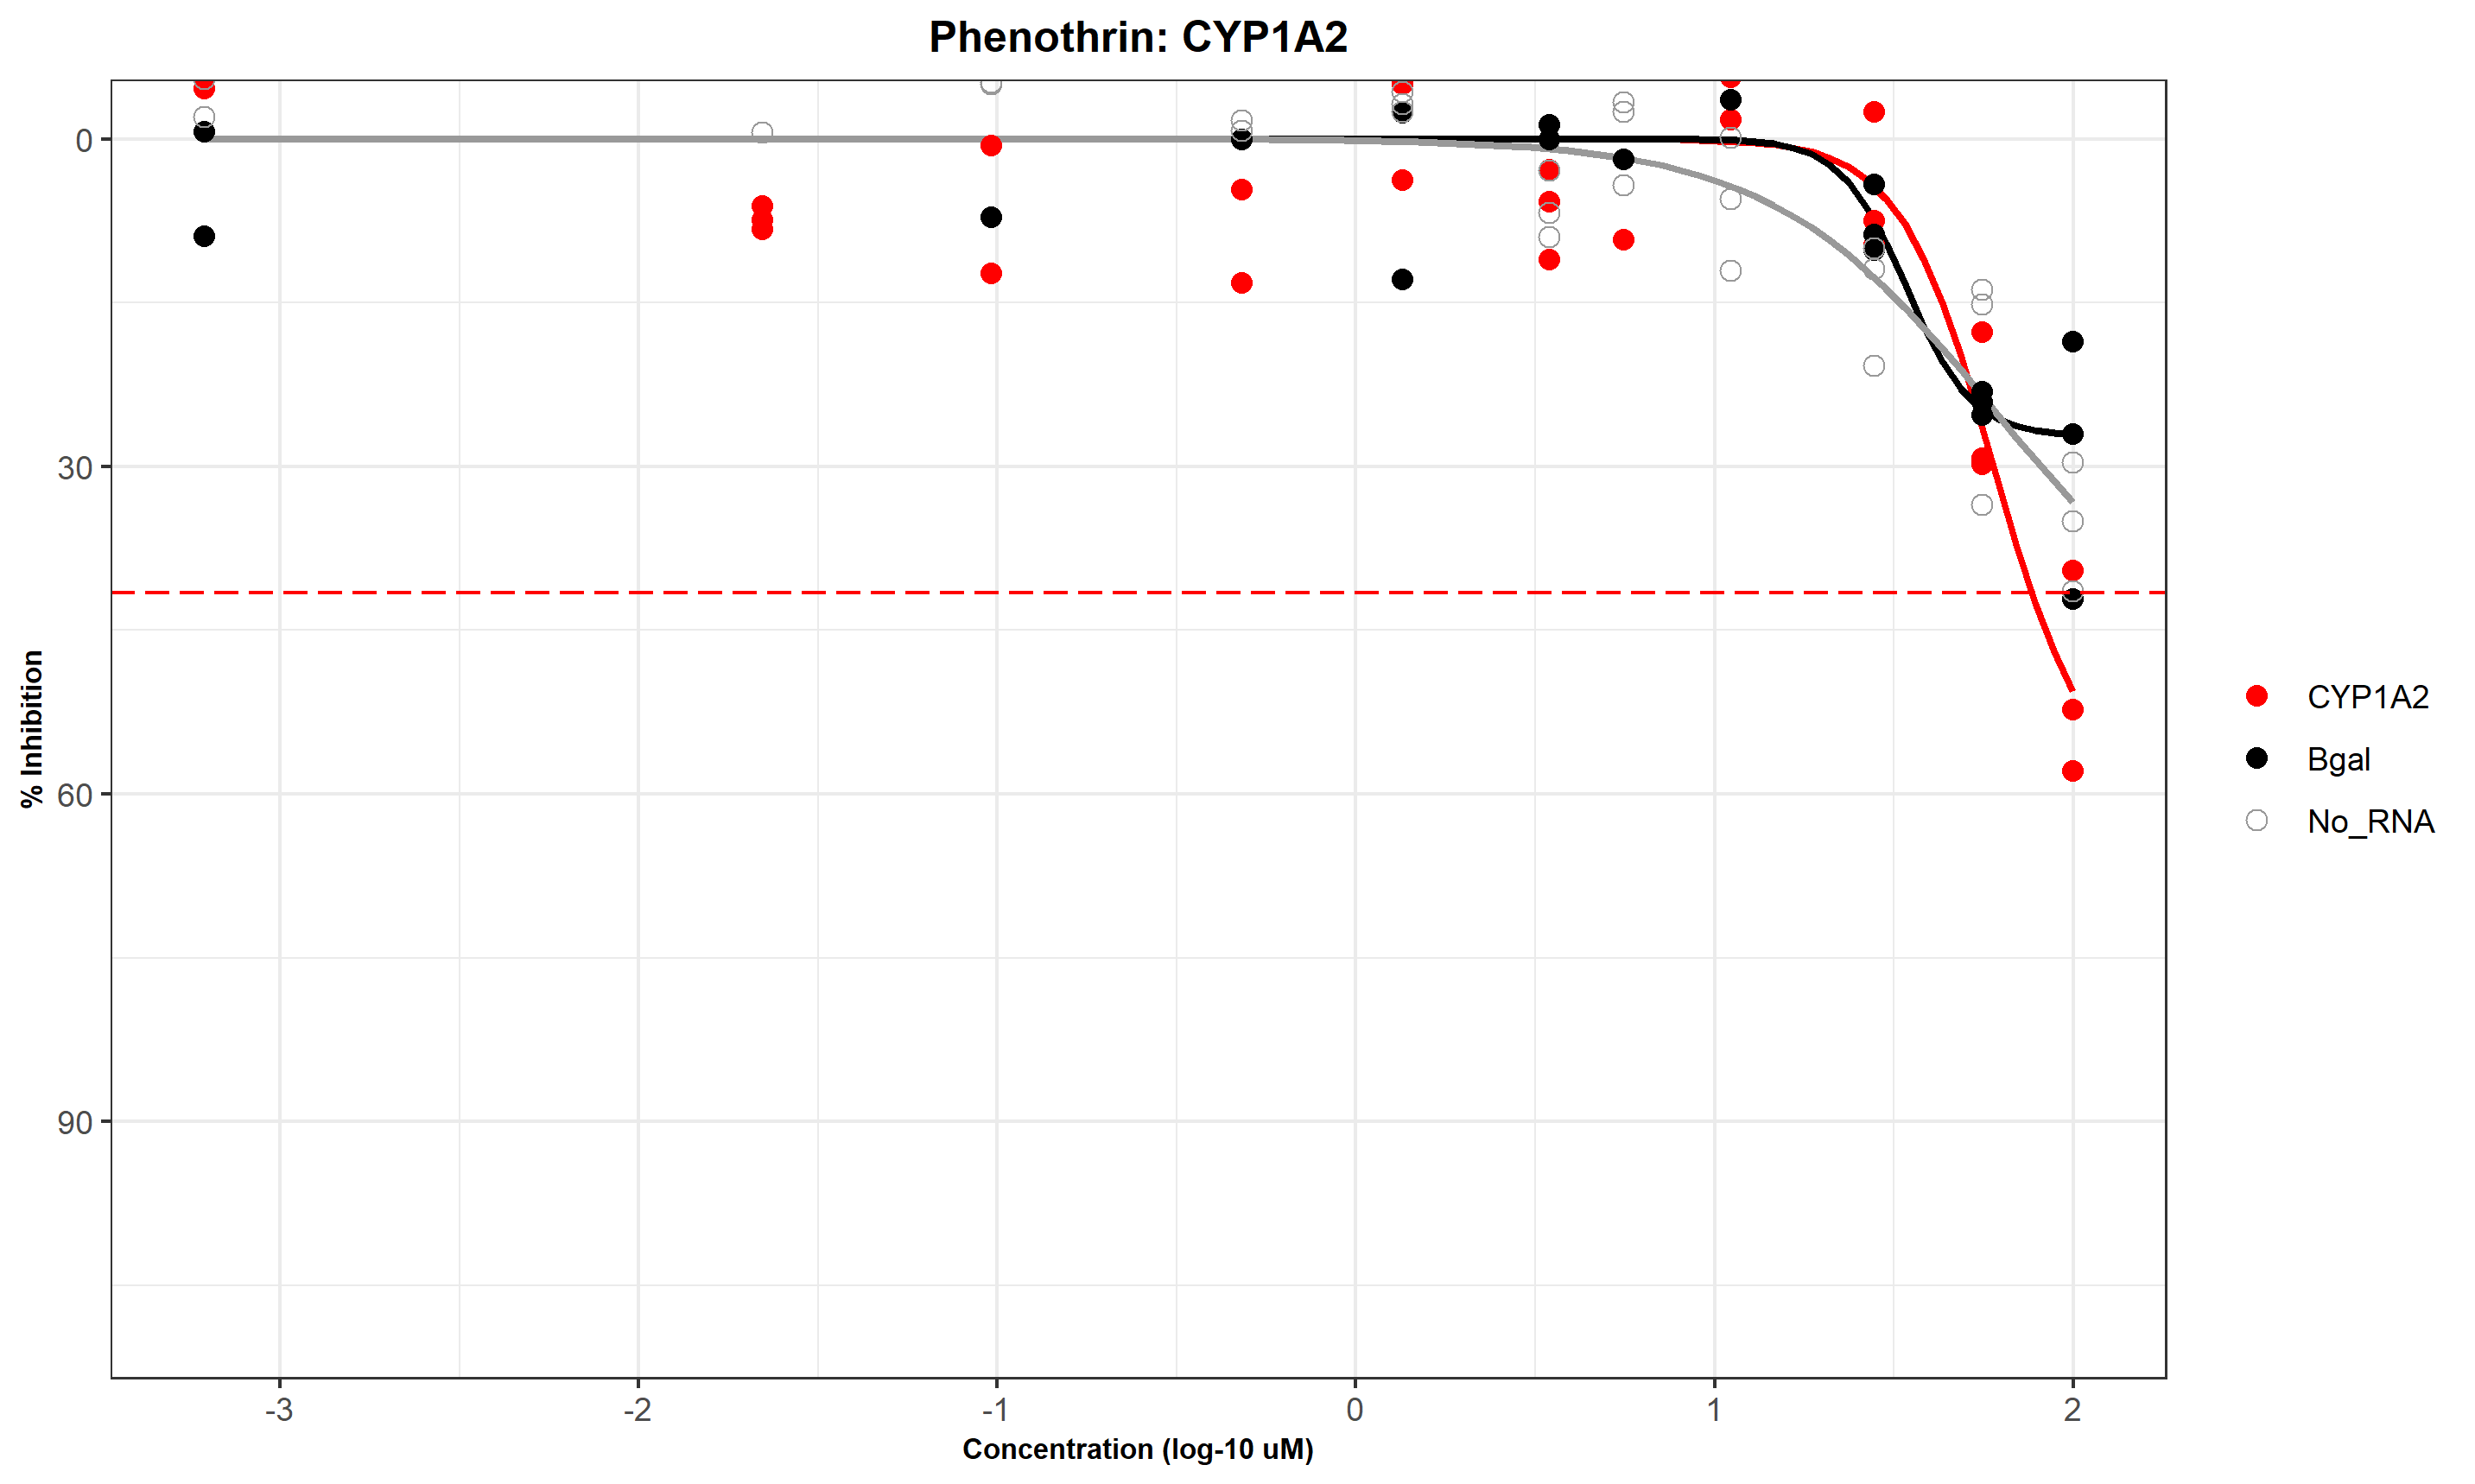 Phenothrin: CYP1A2
0
30
60
90
% Inhibition
-3
-2
-1
0
1
2
Concentration (log-10 uM)
CYP1A2
Bgal
No_RNA